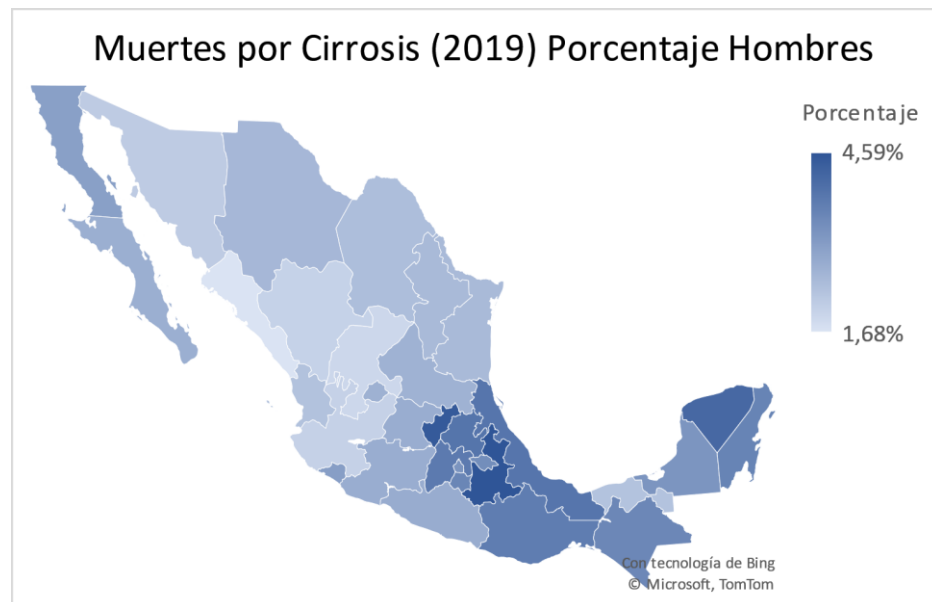 Muertes por Cirrosis (2019) Porcentaje Hombres
Porcentaje
4,59%
1,68%
Con tecnología de Bing
© Microsoft, TomTom